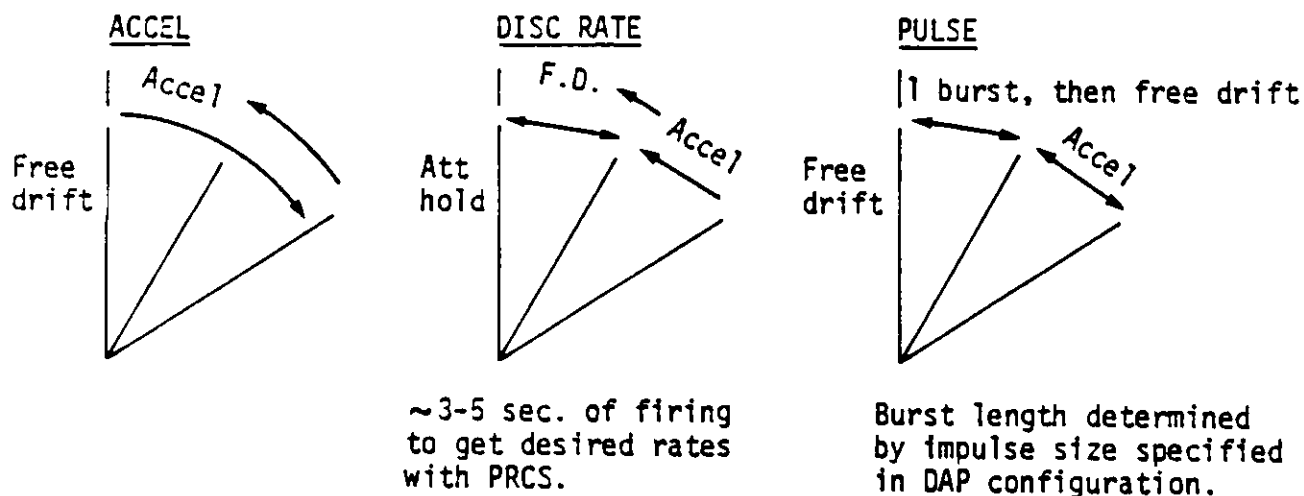 ACCEL
Accel
Free
drift
DISC RATE
F.D.
Accel
Att
hold
~3-5 sec. of firing
to get desired rates
with PRCS.
PULSE
1 burst, then free drift
Accel
Free
drift
Burst length determined
by impulse size specified
in DAP configuration.